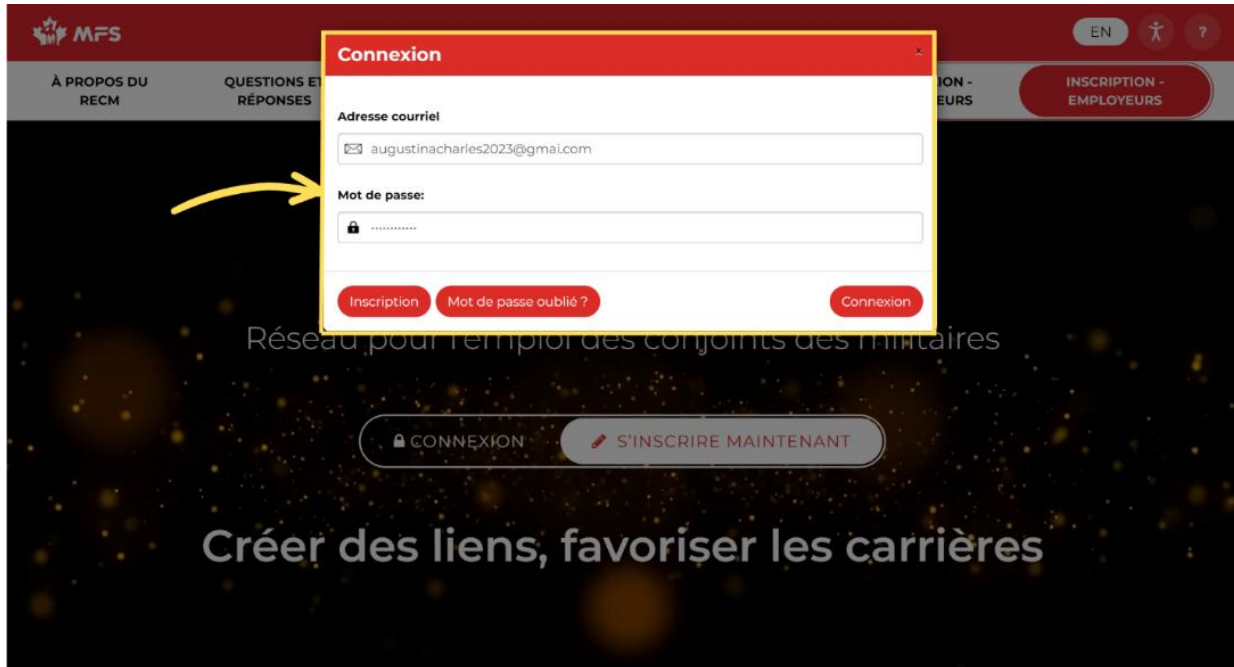 MFS
EN
?
À PROPOS DU
RECM
QUESTIONS ET
RÉPONSES
ION -
EURS
INSCRIPTION -
EMPLOYEURS
Connexion
x
Adresse courriel
augustinacharles2023@gmai.com
Mot de passe:
············
Inscription
Mot de passe oublié ?
Connexion
Réseau pour l'emploi des conjoints des militaires
CONNEXION
S'INSCRIRE MAINTENANT
Créer des liens, favoriser les carrières